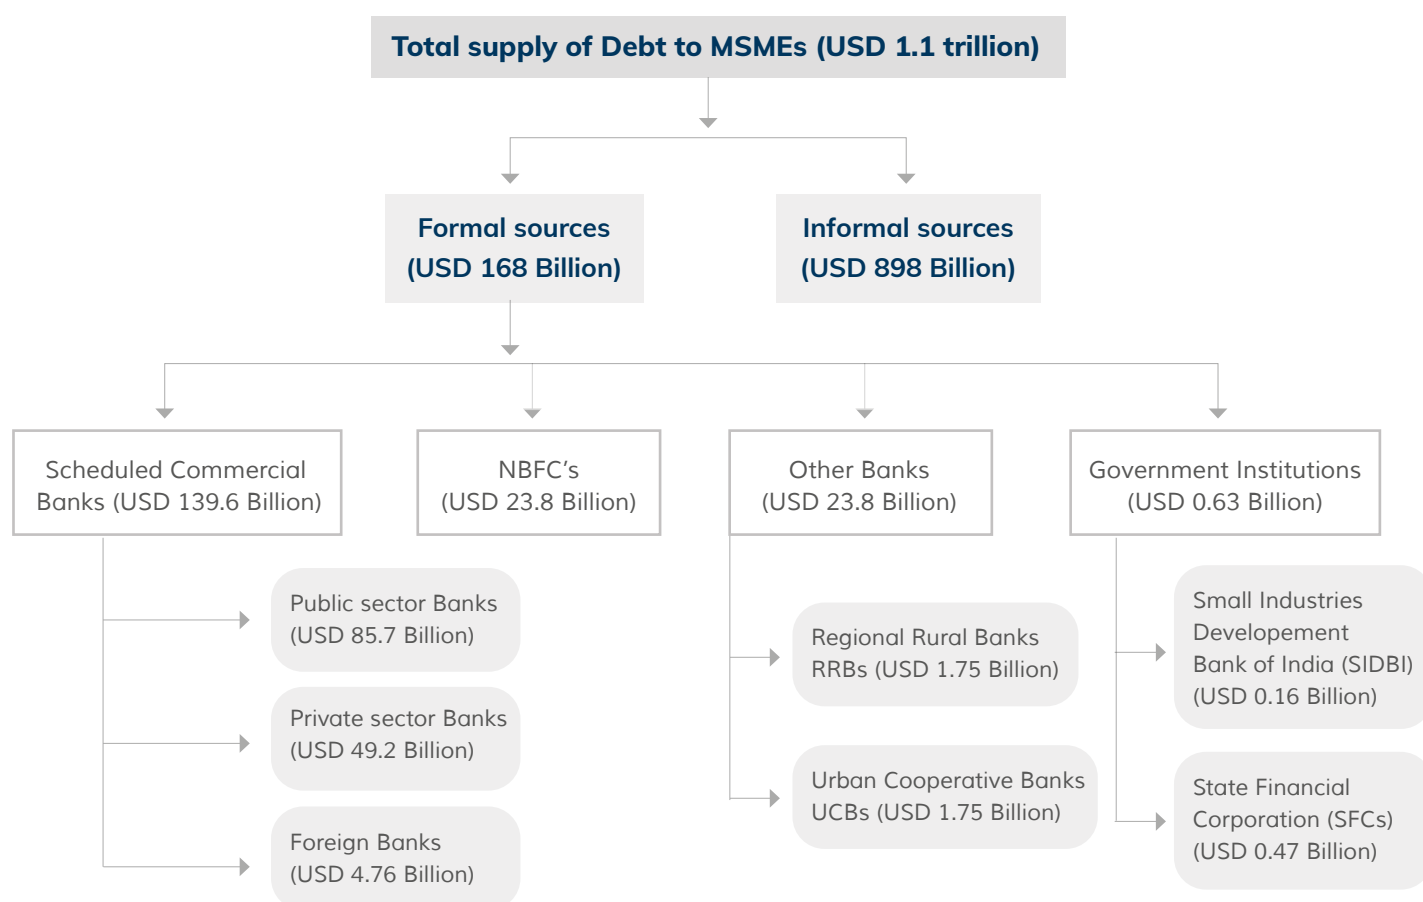 Total supply of Debt to MSMEs (USD 1.1 trillion)
Formal sources
(USD 168 Billion)
Informal sources
(USD 898 Billion)
Scheduled Commercial
Banks (USD 139.6 Billion)
NBFC's
(USD 23.8 Billion)
Other Banks
(USD 23.8 Billion)
Government Institutions
(USD 0.63 Billion)
Public sector Banks
(USD 85.7 Billion)
Private sector Banks
(USD 49.2 Billion)
Foreign Banks
(USD 4.76 Billion)
Regional Rural Banks
RRBs (USD 1.75 Billion)
Urban Cooperative Banks
UCBs (USD 1.75 Billion)
Small Industries
Developement
Bank of India (SIDBI)
(USD 0.16 Billion)
State Financial
Corporation (SFCs)
(USD 0.47 Billion)